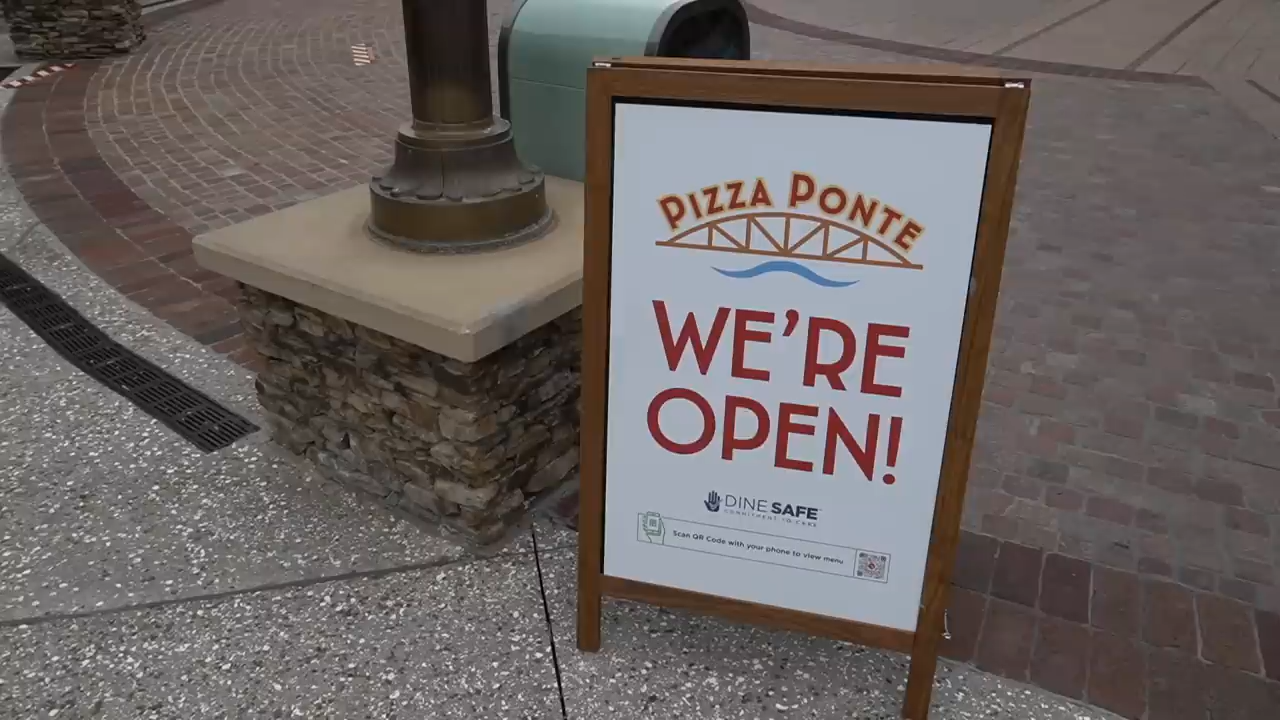 PIZZA PONTE
WE'RE
OPEN!
DINE SAFE
COMMITMENT TO CARE
Scan QR Code with your phone to view menu